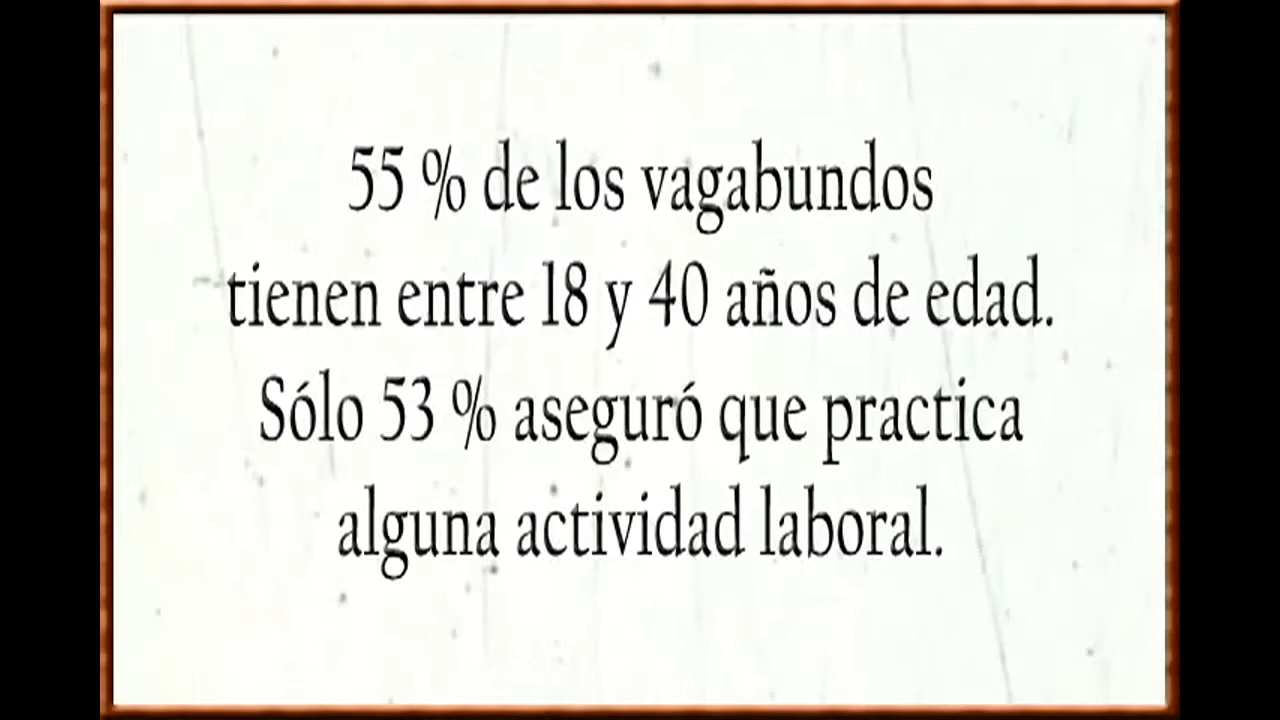 55 % de los vagabundos
tienen entre 18 y 40 años de edad.
Sólo 53 % aseguró que practica
alguna actividad laboral.